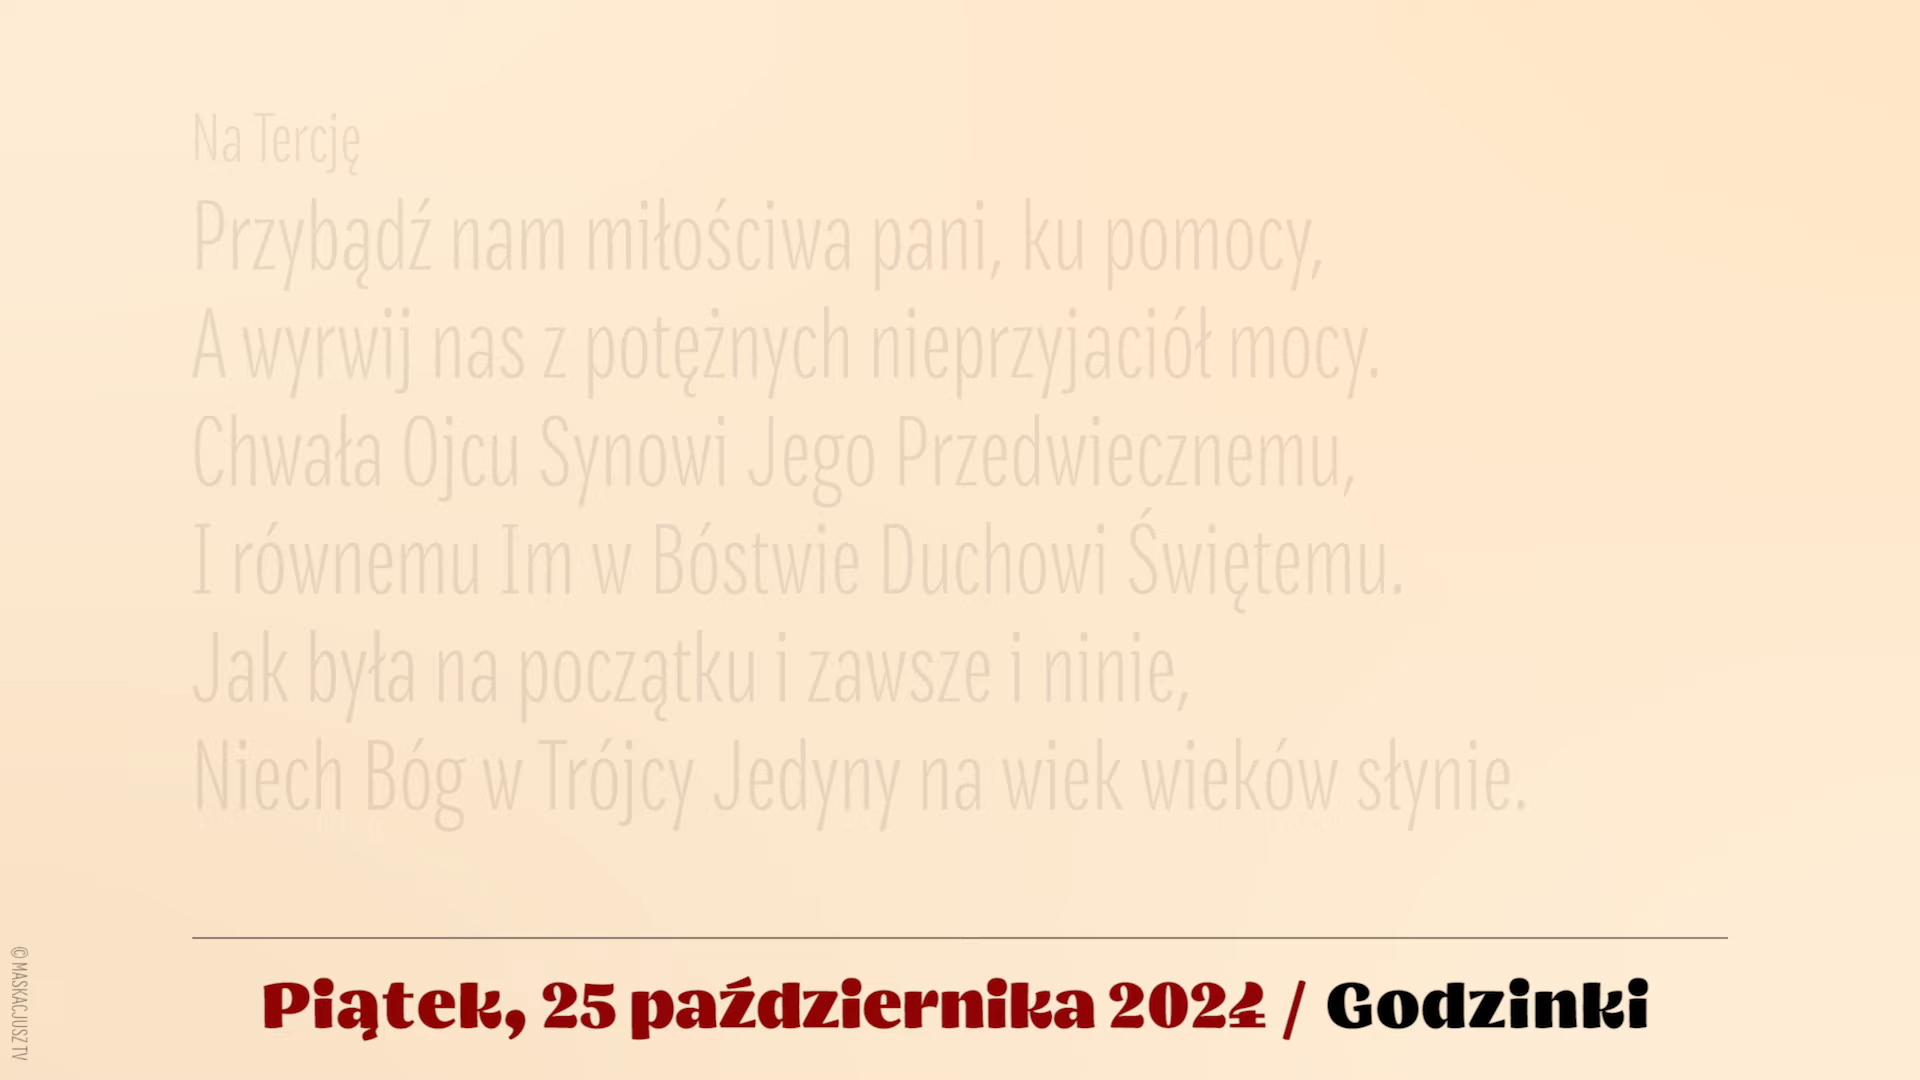 Na Tercję
Przybądź nam miłościwa pani, ku pomocy,
A wyrwij nas z potężnych nieprzyjaciół mocy.
Chwała Ojcu Synowi Jego Przedwiecznemu,
I równemu Im w Bóstwie Duchowi Świętemu.
Jak była na początku i zawsze i ninie,
Niech Bóg w Trójcy Jedyny na wiek wieków słynie.
Piątek, 25 października 2024 / Godzinki
© MASKACJUSZ TV